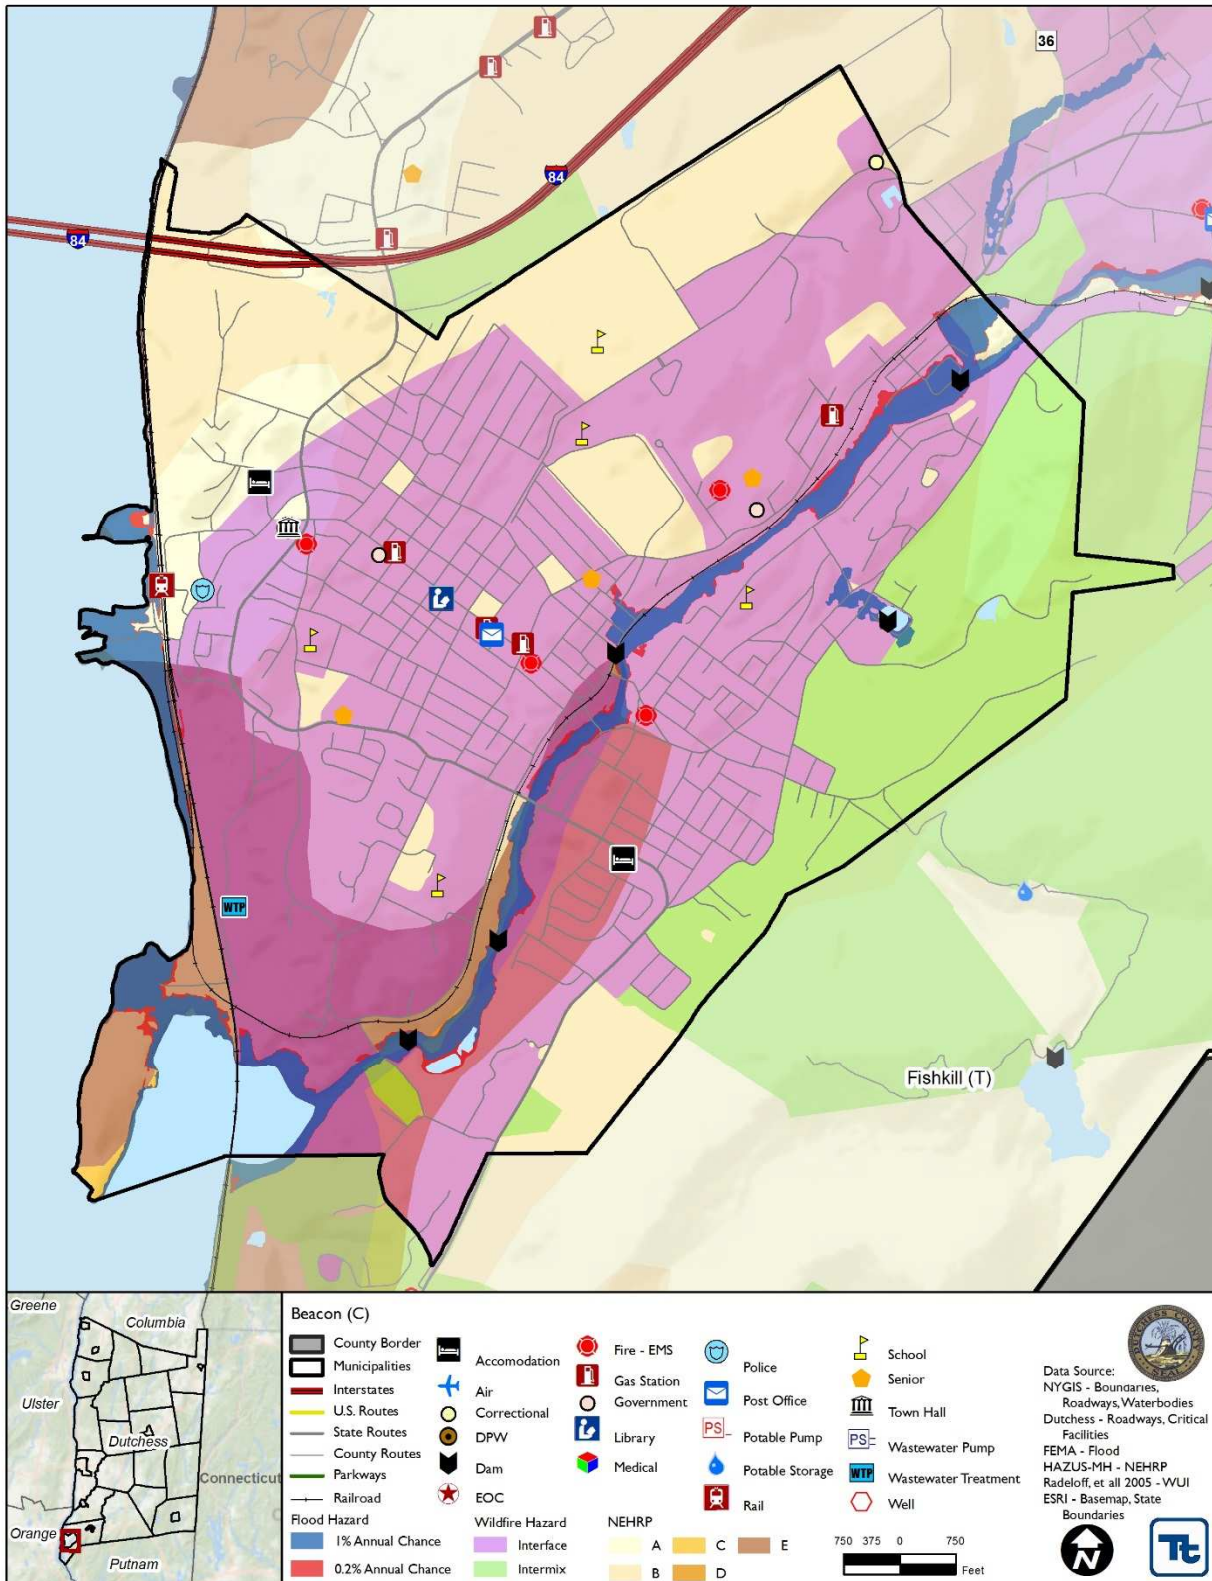 36
84
84
WTP
Fishkill (T)
Greene
Columbia
Ulster
Dutchess
Connecticut
Orange
Putnam
Beacon (C)
County Border
Municipalities
Interstates
U.S. Routes
State Routes
County Routes
Parkways
Railroad
Accomodation
Air
Correctional
DPW
Dam
EOC
Fire - EMS
Gas Station
Government
Library
Medical
Police
Post Office
PS
Potable Pump
Potable Storage
Rail
School
Senior
Town Hall
PS
Wastewater Pump
WTP
Wastewater Treatment
Well
Flood Hazard
1% Annual Chance
0.2% Annual Chance
Wildfire Hazard
Interface
Intermix
NEHRP
A
B
C
D
E
750 375 0 750
Feet
DUTCHESS COUNTY
SEAL
Data Source:
NYGIS - Boundaries,
Roadways, Waterbodies
Dutchess - Roadways, Critical
Facilities
FEMA - Flood
HAZUS-MH - NEHRP
Radeloff, et all 2005 - WUI
ESRI - Basemap, State
Boundaries
N
Tt